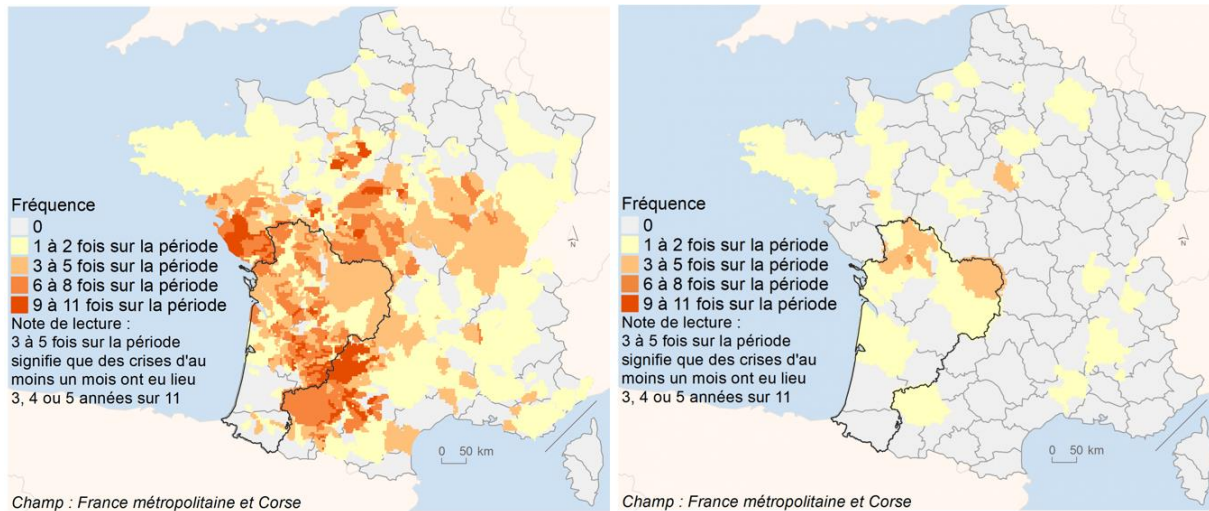 Fréquence
0
1 à 2 fois sur la période
3 à 5 fois sur la période
6 à 8 fois sur la période
9 à 11 fois sur la période
Note de lecture :
3 à 5 fois sur la période
signifie que des crises d'au
moins un mois ont eu lieu
3, 4 ou 5 années sur 11
N
0 50 km
Champ : France métropolitaine et Corse
Fréquence
0
1 à 2 fois sur la période
3 à 5 fois sur la période
6 à 8 fois sur la période
9 à 11 fois sur la période
Note de lecture :
3 à 5 fois sur la période
signifie que des crises d'au
moins un mois ont eu lieu
3, 4 ou 5 années sur 11
N
0 50 km
Champ : France métropolitaine et Corse